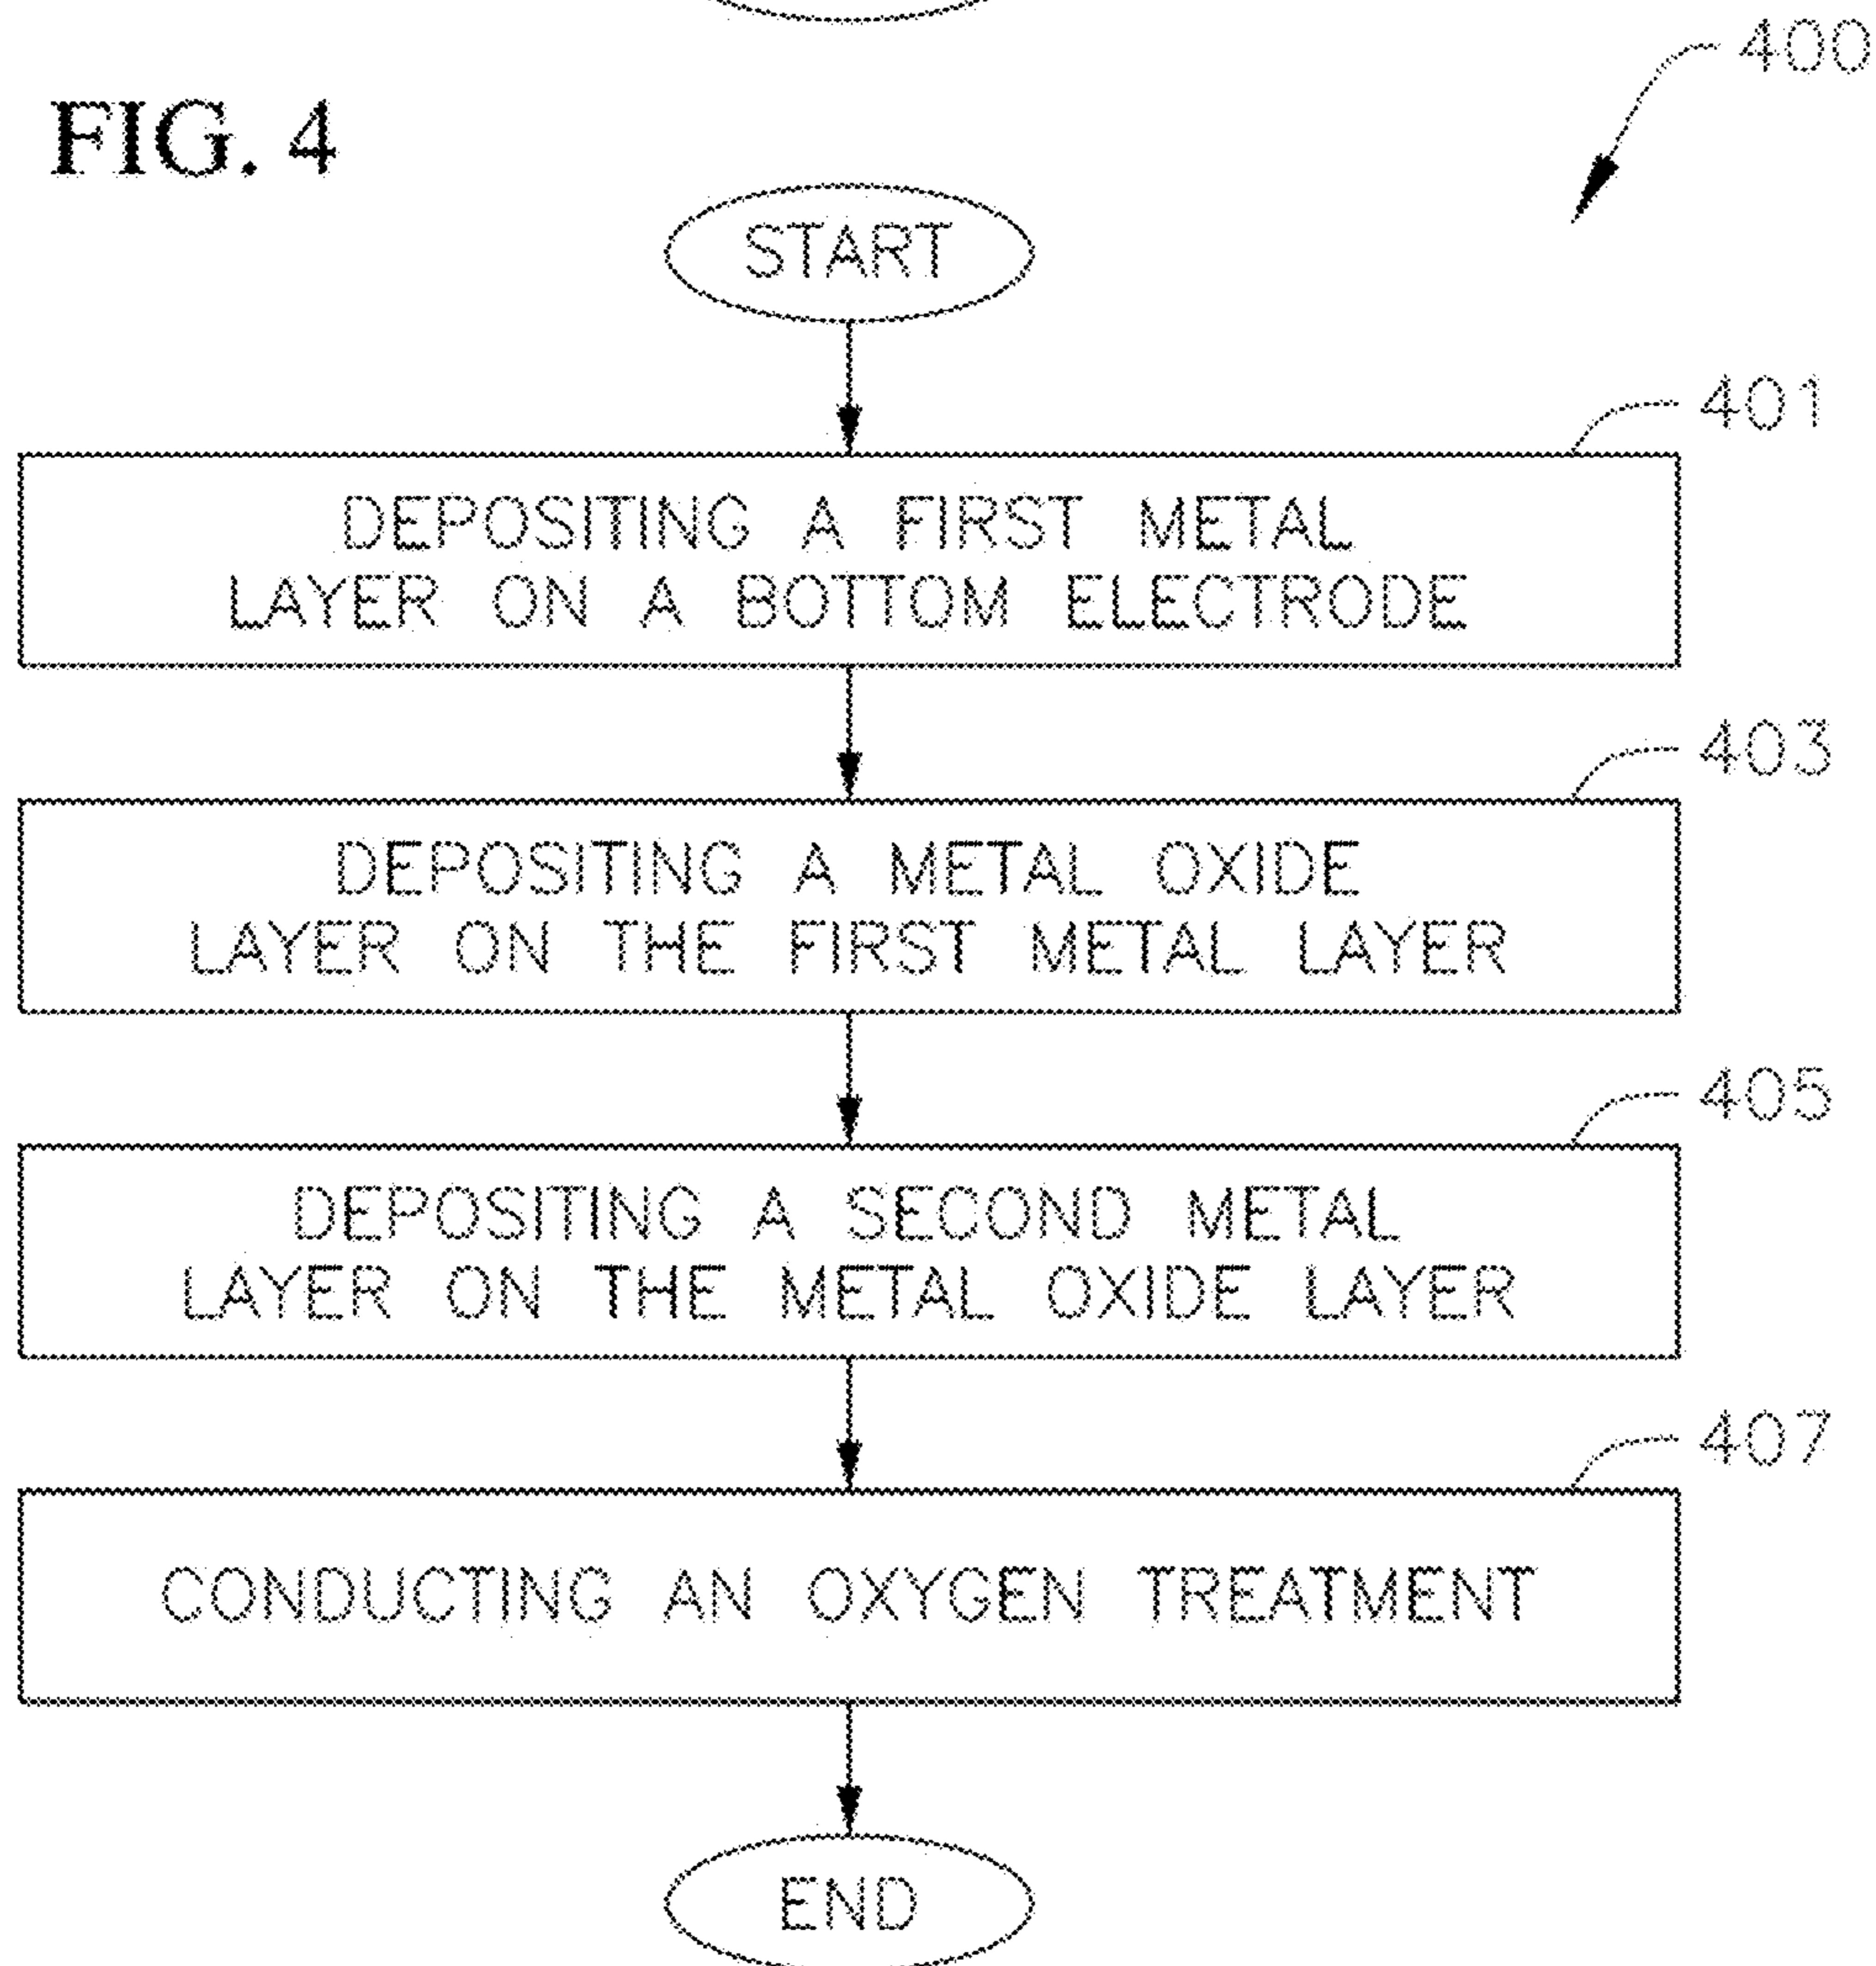 400
FIG. 4
START
401
DEPOSITING A FIRST METAL
LAYER ON A BOTTOM ELECTRODE
403
DEPOSITING A METAL OXIDE
LAYER ON THE FIRST METAL LAYER
405
DEPOSITING A SECOND METAL
LAYER ON THE METAL OXIDE LAYER
407
CONDUCTING AN OXYGEN TREATMENT
END